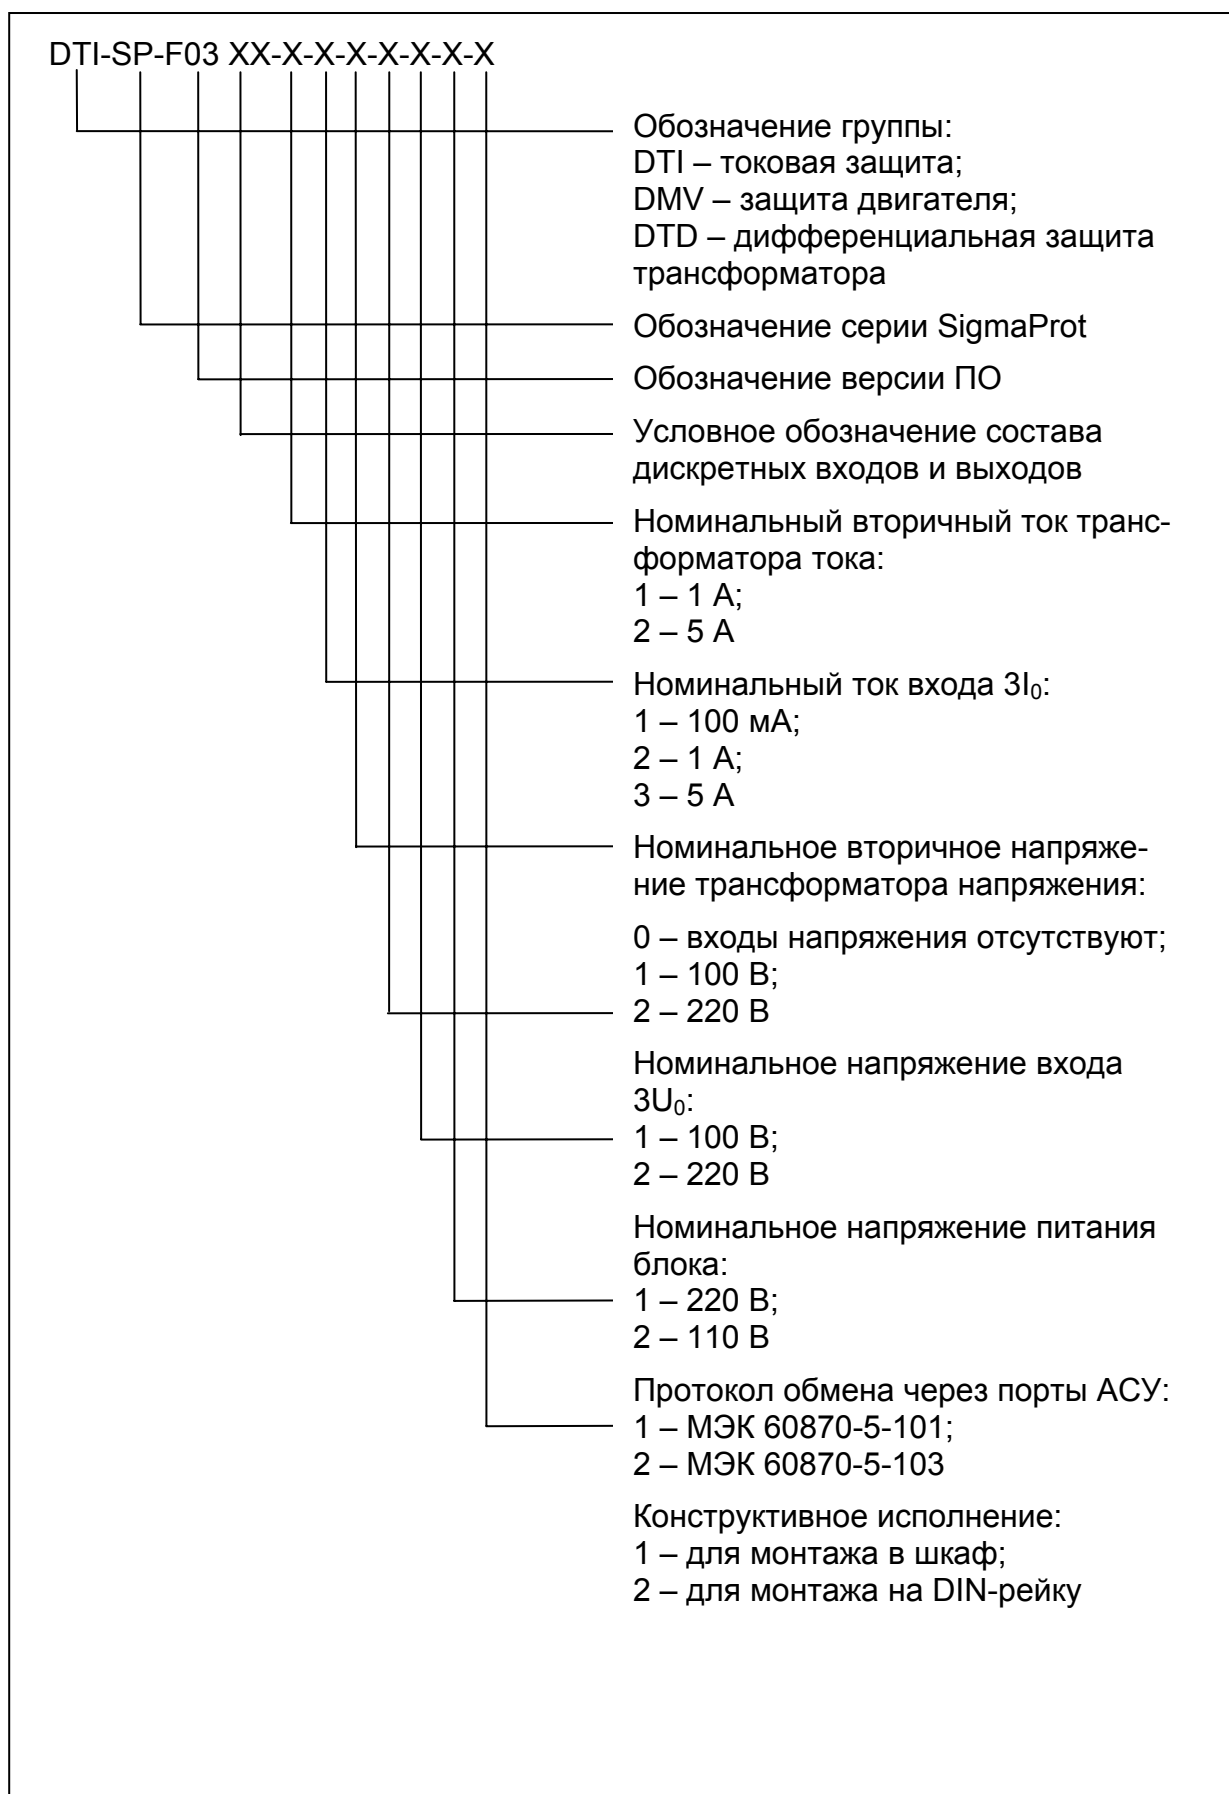 DTI-SP-F03 XX-X-X-X-X-X-X-X
Обозначение группы:
DTI – токовая защита;
DMV – защита двигателя;
DTD – дифференциальная защита
трансформатора
Обозначение серии SigmaProt
Обозначение версии ПО
Условное обозначение состава
дискретных входов и выходов
Номинальный вторичный ток транс-
форматора тока:
1 – 1 А;
2 – 5 А
Номинальный ток входа 3I₀:
1 – 100 мА;
2 – 1 А;
3 – 5 А
Номинальное вторичное напряже-
ние трансформатора напряжения:
0 – входы напряжения отсутствуют;
1 – 100 В;
2 – 220 В
Номинальное напряжение входа
3U₀:
1 – 100 В;
2 – 220 В
Номинальное напряжение питания
блока:
1 – 220 В;
2 – 110 В
Протокол обмена через порты АСУ:
1 – МЭК 60870-5-101;
2 – МЭК 60870-5-103
Конструктивное исполнение:
1 – для монтажа в шкаф;
2 – для монтажа на DIN-рейку